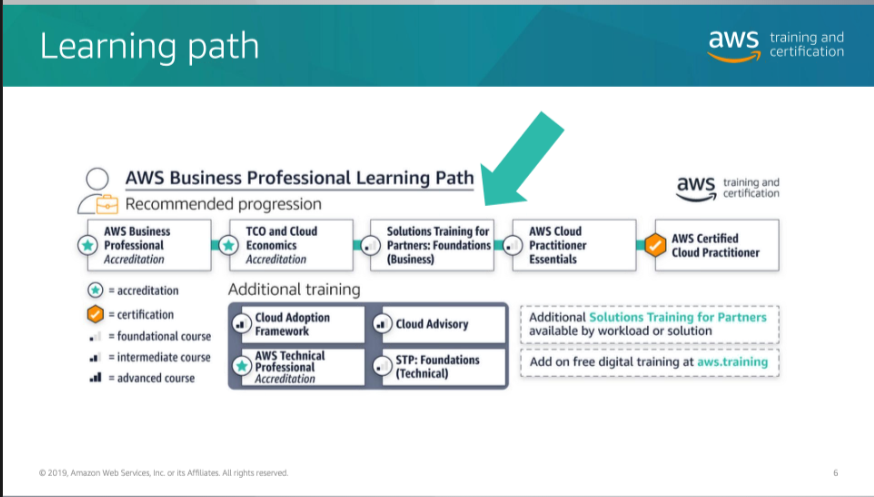 Learning path
aws training and
certification
AWS Business Professional Learning Path
Recommended progression
aws training and
certification
AWS Business
Professional
Accreditation
TCO and Cloud
Economics
Accreditation
Solutions Training for
Partners: Foundations
(Business)
AWS Cloud
Practitioner
Essentials
AWS Certified
Cloud Practitioner
= accreditation
= certification
= foundational course
= intermediate course
= advanced course
Additional training
Cloud Adoption
Framework
Cloud Advisory
AWS Technical
Professional
Accreditation
STP: Foundations
(Technical)
Additional Solutions Training for Partners
available by workload or solution
Add on free digital training at aws.training
© 2019, Amazon Web Services, Inc. or its Affiliates. All rights reserved.
6